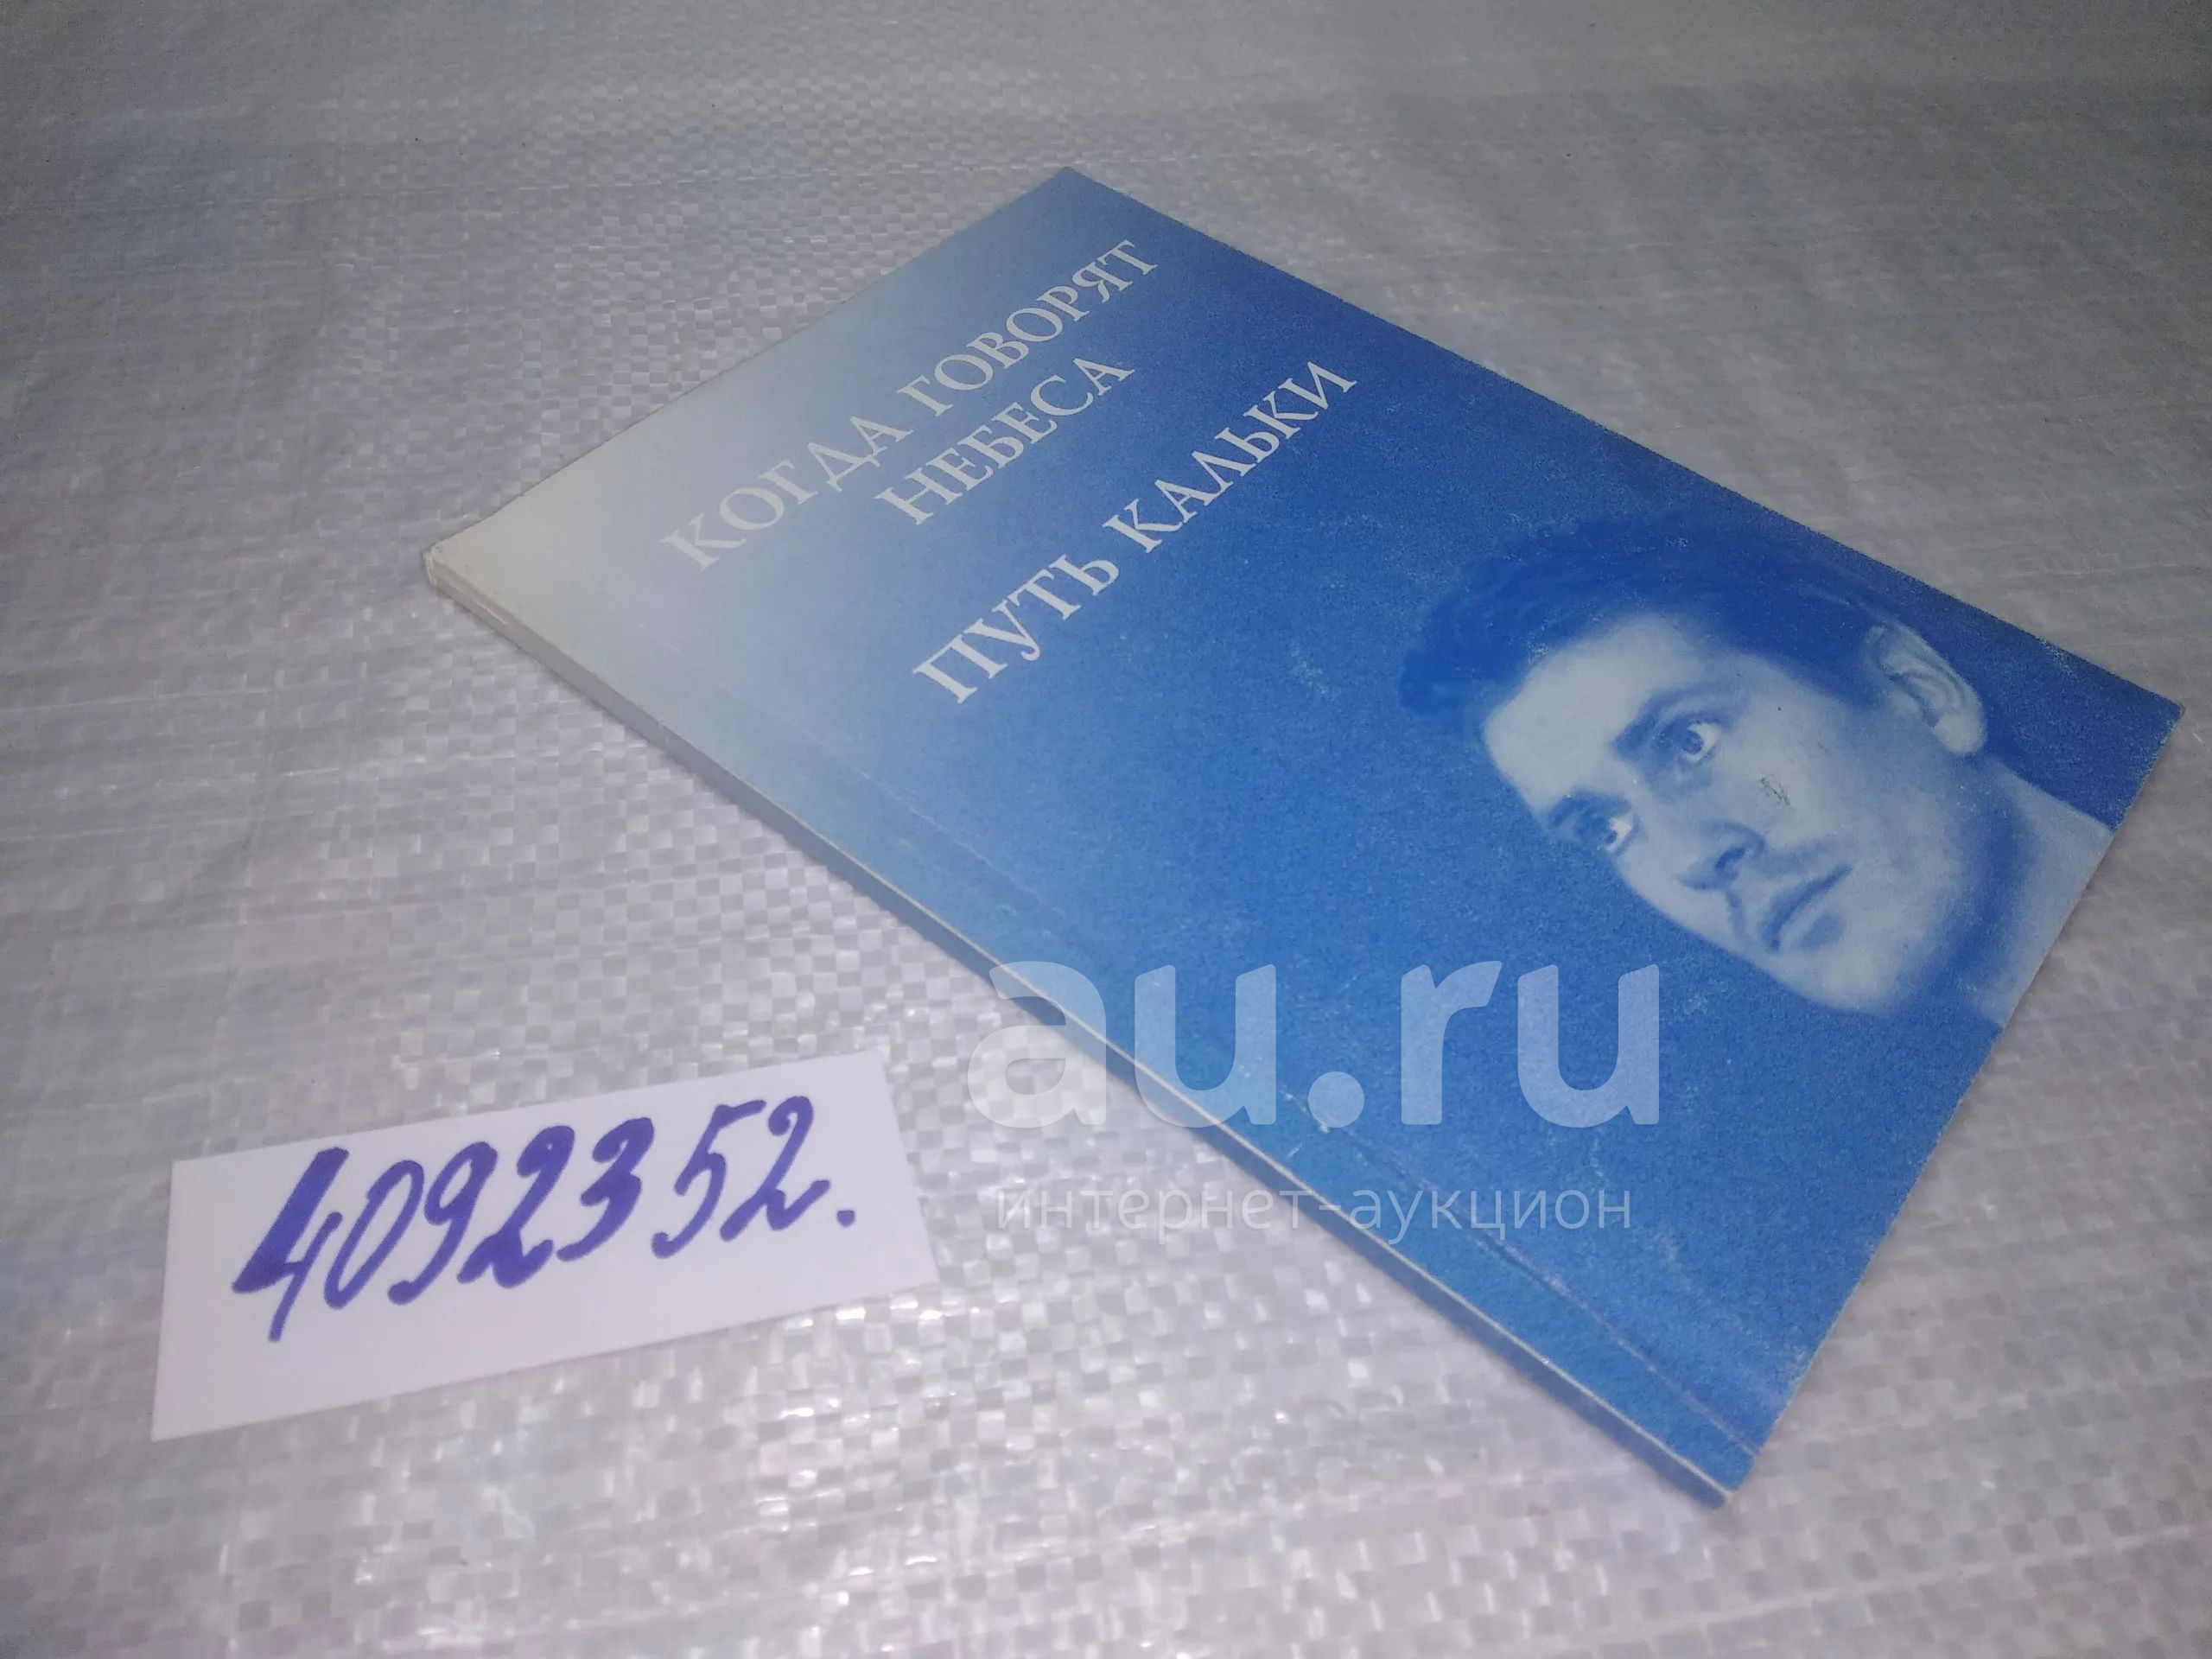 КОГДА ГОВОРЯТ
НЕБЕСА
ПУТЬ КАЛЬКИ
au.ru
интернет-аукцион
4092352.